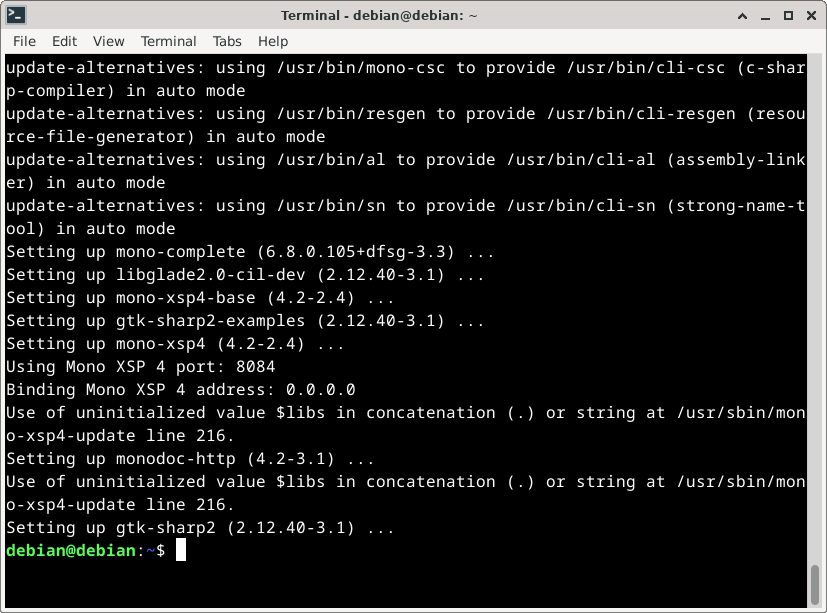 Terminal - debian@debian: ~
File Edit View Terminal Tabs Help
update-alternatives: using /usr/bin/mono-csc to provide /usr/bin/cli-csc (c-shar
p-compiler) in auto mode
update-alternatives: using /usr/bin/resgen to provide /usr/bin/cli-resgen (resou
rce-file-generator) in auto mode
update-alternatives: using /usr/bin/al to provide /usr/bin/cli-al (assembly-link
er) in auto mode
update-alternatives: using /usr/bin/sn to provide /usr/bin/cli-sn (strong-name-t
ool) in auto mode
Setting up mono-complete (6.8.0.105+dfsg-3.3) ...
Setting up libglade2.0-cil-dev (2.12.40-3.1) ...
Setting up mono-xsp4-base (4.2-2.4) ...
Setting up gtk-sharp2-examples (2.12.40-3.1) ...
Setting up mono-xsp4 (4.2-2.4) ...
Using Mono XSP 4 port: 8084
Binding Mono XSP 4 address: 0.0.0.0
Use of uninitialized value $libs in concatenation (.) or string at /usr/sbin/mon
o-xsp4-update line 216.
Setting up monodoc-http (4.2-3.1) ...
Use of uninitialized value $libs in concatenation (.) or string at /usr/sbin/mon
o-xsp4-update line 216.
Setting up gtk-sharp2 (2.12.40-3.1) ...
debian@debian:~$